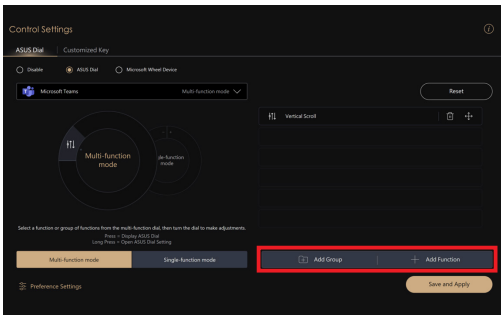 Control Settings
ASUS Dial
Customized Key
Disable
ASUS Dial
Microsoft Wheel Device
Microsoft Teams
Multi-function mode
Reset
Vertical Scroll
Multi-function
mode
gle-function
mode
Select a function or group of functions from the multi-function dial, then turn the dial to make adjustments.
Press = Display ASUS Dial
Long Press = Open ASUS Dial Setting
Multi-function mode
Single-function mode
Add Group
Add Function
Preference Settings
Save and Apply